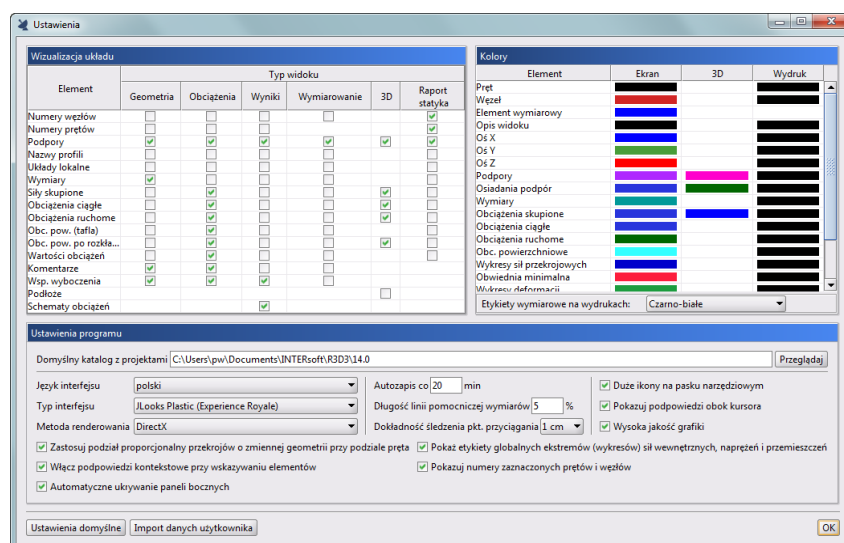 Ustawienia
Wizualizacja układu
Element
Typ widoku
Geometria Obciążenia Wyniki Wymiarowanie 3D Raport statyka
Numery węzłów
Numery prętów
Podpory
Nazwy profili
Układy lokalne
Wymiary
Siły skupione
Obciążenia ciągłe
Obciążenia ruchome
Obc. pow. (tafla)
Obc. pow. po rozkła...
Wartości obciążeń
Komentarze
Wsp. wyboczenia
Podłoże
Schematy obciążeń
Kolory
Element Ekran 3D Wydruk
Pręt
Węzeł
Element wymiarowy
Opis widoku
Oś X
Oś Y
Oś Z
Podpory
Osiadania podpór
Wymiary
Obciążenia skupione
Obciążenia ciągłe
Obciążenia ruchome
Obc. powierzchniowe
Wykresy sił przekrojowych
Obwiednia minimalna
Wykresy deformacji
Etykiety wymiarowe na wydrukach: Czarno-białe
Ustawienia programu
Domyślny katalog z projektami C:\Users\pw\Documents\INTERsoft\R3D3\14.0 Przeglądaj
Język interfejsu polski Autozapis co 20 min Duże ikony na pasku narzędziowym
Typ interfejsu JLooks Plastic (Experience Royale) Długość linii pomocniczej wymiarów 5 % Pokazuj podpowiedzi obok kursora
Metoda renderowania DirectX Dokładność śledzenia pkt. przyciągania 1 cm Wysoka jakość grafiki
Zastosuj podział proporcjonalny przekrojów o zmiennej geometrii przy podziale pręta Pokaż etykiety globalnych ekstremów (wykresów) sił wewnętrznych, naprężeń i przemieszczeń
Włącz podpowiedzi kontekstowe przy wskazywaniu elementów Pokazuj numery zaznaczonych prętów i węzłów
Automatyczne ukrywanie paneli bocznych
Ustawienia domyślne Import danych użytkownika OK